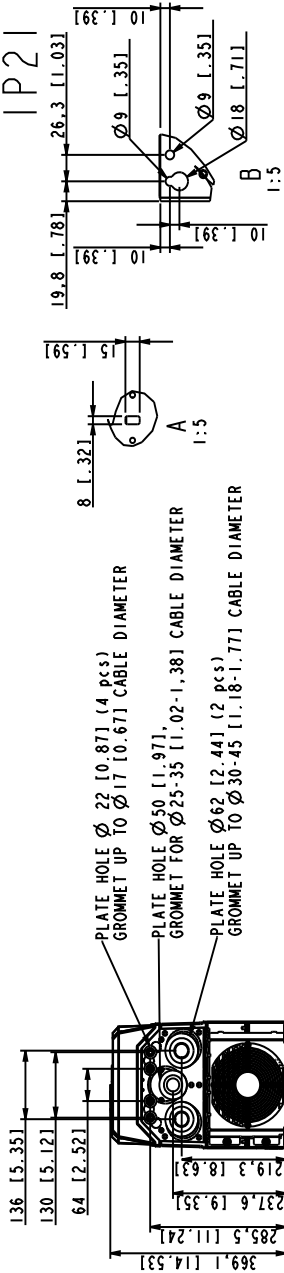 IP21
136 [5.35]
130 [5.12]
64 [2.52]
219.3 [8.63]
237,6 [9.35]
285,5 [11.24]
369,1 [14.53]
PLATE HOLE Ø 22 [0.87] (4 pcs)
GROMMET UP TO Ø17 [0.67] CABLE DIAMETER
PLATE HOLE Ø50 [1.97],
GROMMET FOR Ø25-35 [1.02-1,38] CABLE DIAMETER
PLATE HOLE Ø62 [2.44] (2 pcs)
GROMMET UP TO Ø30-45 [1.18-1.77] CABLE DIAMETER
8 [.32]
15 [.59]
A
1:5
19,8 [.78]
26,3 [1.03]
10 [.39]
Ø9 [.35]
10 [.39]
10 [.39]
Ø9 [.35]
Ø18 [.71]
B
1:5